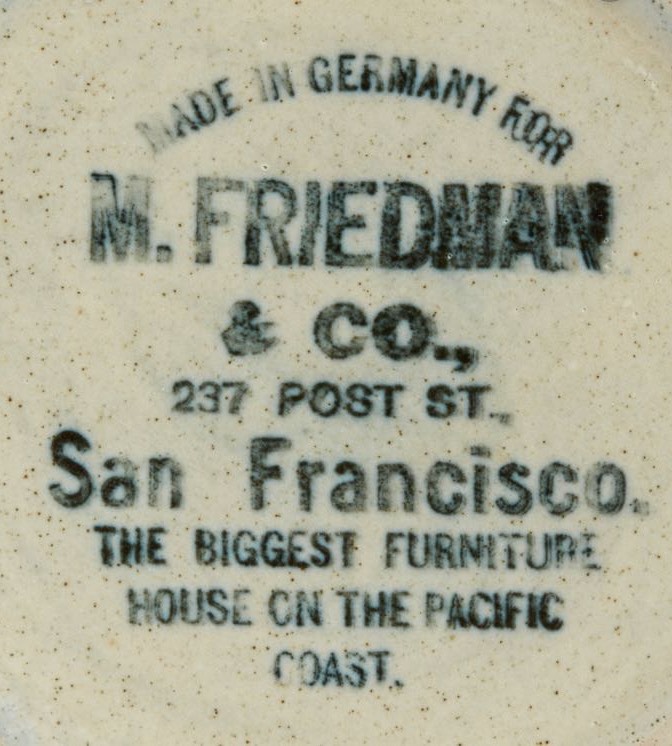 MADE IN GERMANY FOR
M. FRIEDMAN
& CO.,
237 POST ST.,
San Francisco.
THE BIGGEST FURNITURE
HOUSE ON THE PACIFIC
COAST.